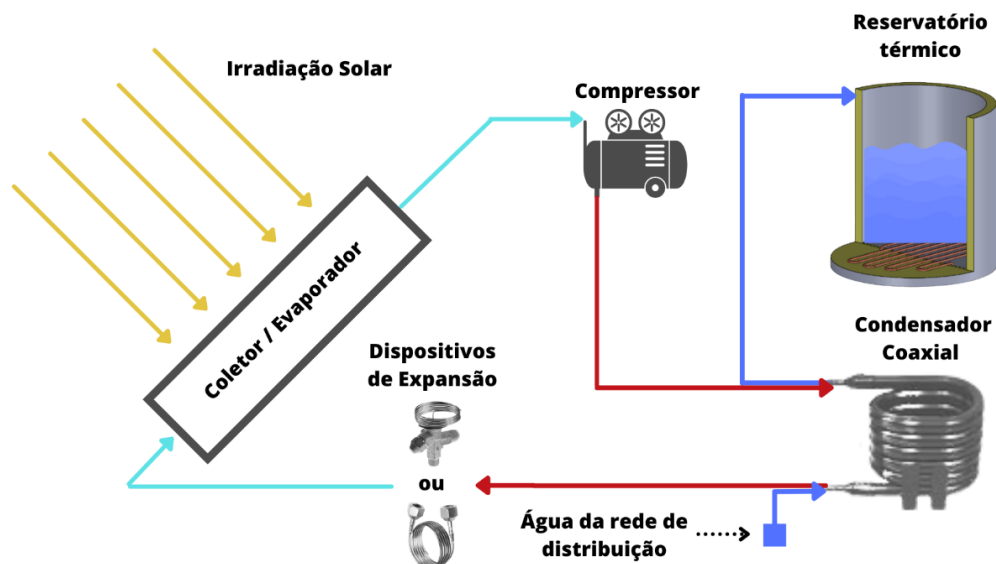 Irradiação Solar
Compressor
Reservatório
térmico
Coletor / Evaporador
Dispositivos
de Expansão
ou
Condensador
Coaxial
Água da rede de
distribuição